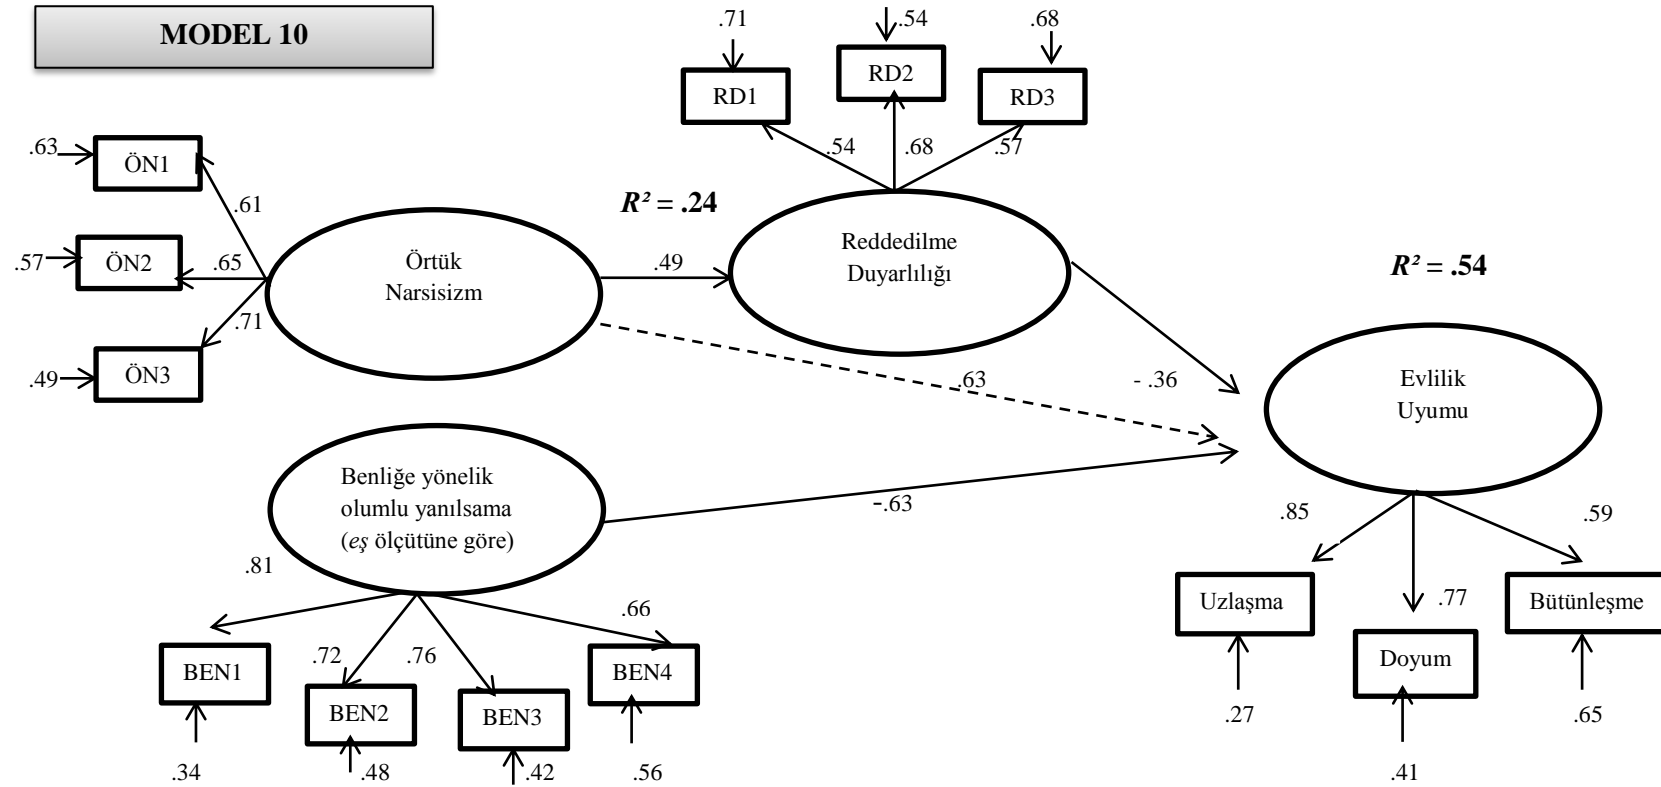 MODEL 10
.71
.54
.68
RD1
RD2
RD3
.54
.68
.57
.63
ÖN1
.61
.57
ÖN2
.65
.71
.49
ÖN3
Örtük
Narsisizm
R² = .24
.49
Reddedilme
Duyarlılığı
R² = .54
.63
- .36
Evlilik
Uyumu
Benliğe yönelik
olumlu yanılsama
(eş ölçütüne göre)
-.63
.81
.72
.76
.66
BEN1
BEN2
BEN3
BEN4
.34
.48
.42
.56
.85
.77
.59
Uzlaşma
Doyum
Bütünleşme
.27
.41
.65